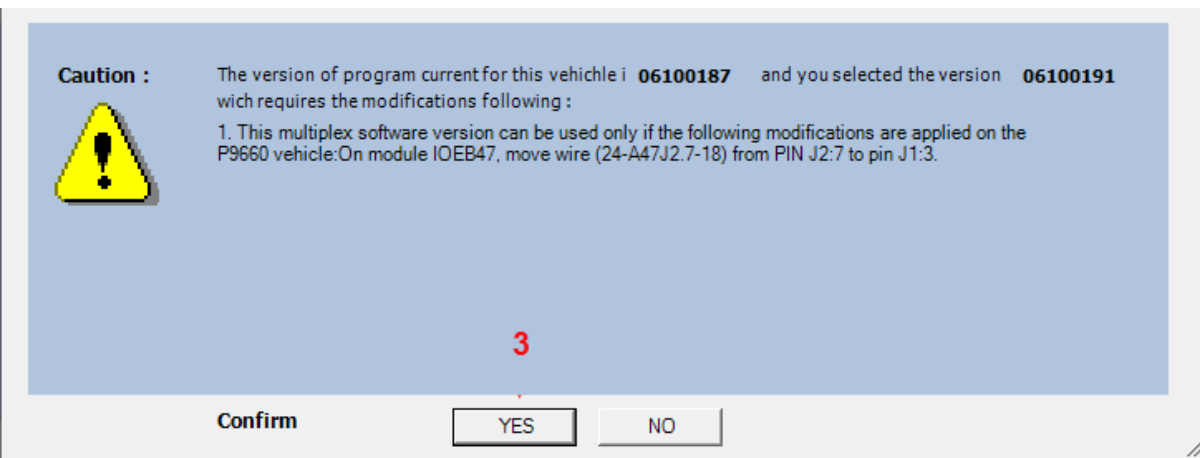 Caution :
The version of program current for this vehichle i 06100187 and you selected the version 06100191
wich requires the modifications following :
1. This multiplex software version can be used only if the following modifications are applied on the
P9660 vehicle:On module IOEB47, move wire (24-A47J2.7-18) from PIN J2:7 to pin J1:3.
3
Confirm
YES
NO